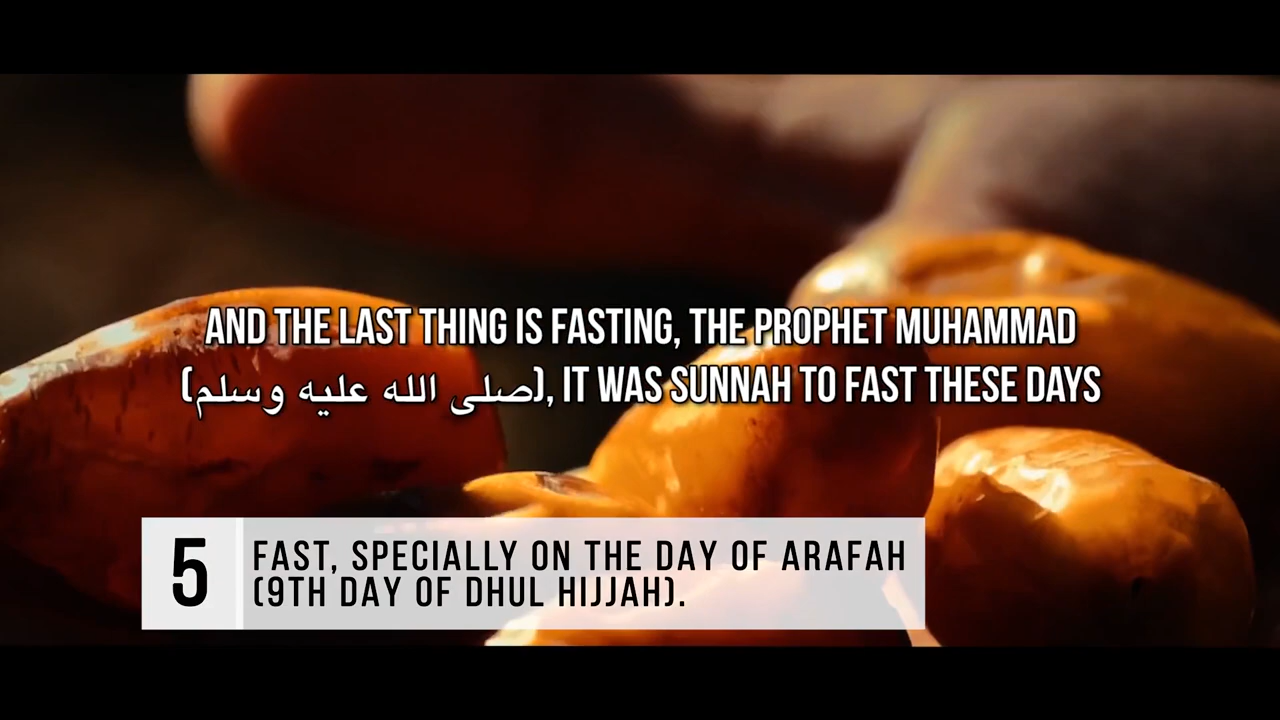 AND THE LAST THING IS FASTING, THE PROPHET MUHAMMAD
(صلى الله عليه وسلم), IT WAS SUNNAH TO FAST THESE DAYS
5
FAST, SPECIALLY ON THE DAY OF ARAFAH
(9TH DAY OF DHUL HIJJAH).